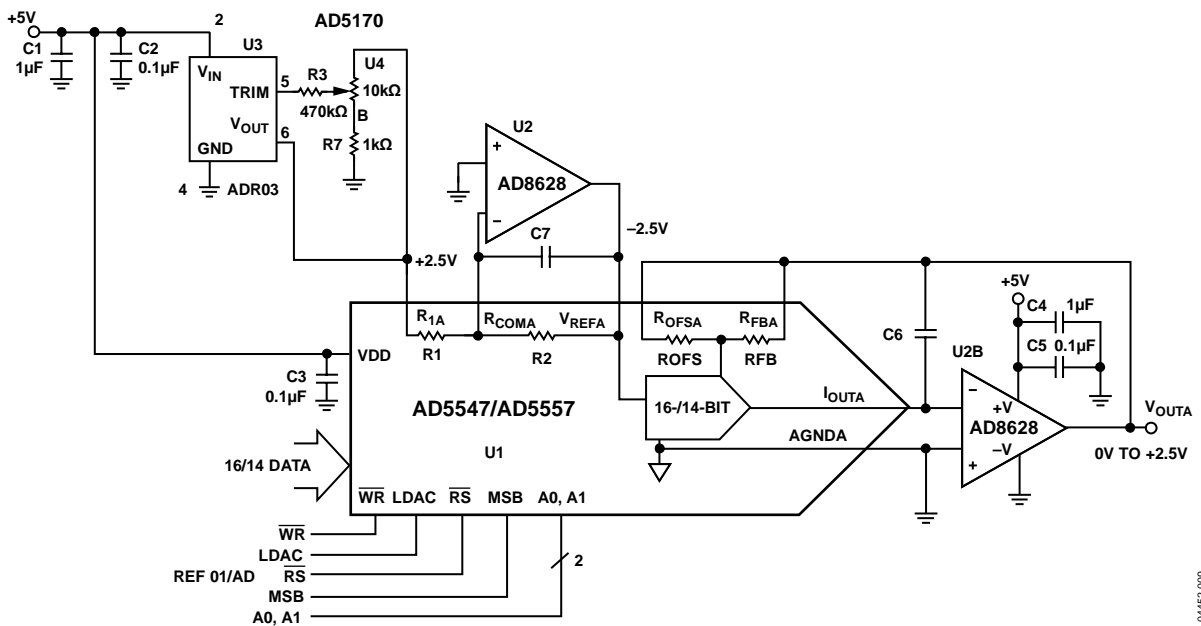 +5V
2
AD5170
C1
1µF
C2
0.1µF
U3
VIN
TRIM
5
R3
470kΩ
U4
10kΩ
B
VOUT
6
GND
R7
1kΩ
4
ADR03
U2
+
AD8628
−
C7
–2.5V
+2.5V
R1A
RCOMA
VREFA
R1
R2
ROFSA
RFBA
ROFS
RFB
C6
+5V
C4
1µF
C5
0.1µF
U2B
VDD
C3
0.1µF
AD5547/AD5557
U1
16-/14-BIT
IOUTA
AGNDA
−
+V
AD8628
–V
+
VOUTA
0V TO +2.5V
16/14 DATA
WR LDAC RS MSB A0, A1
WR
LDAC
REF 01/AD RS
MSB
A0, A1
2
04452-009